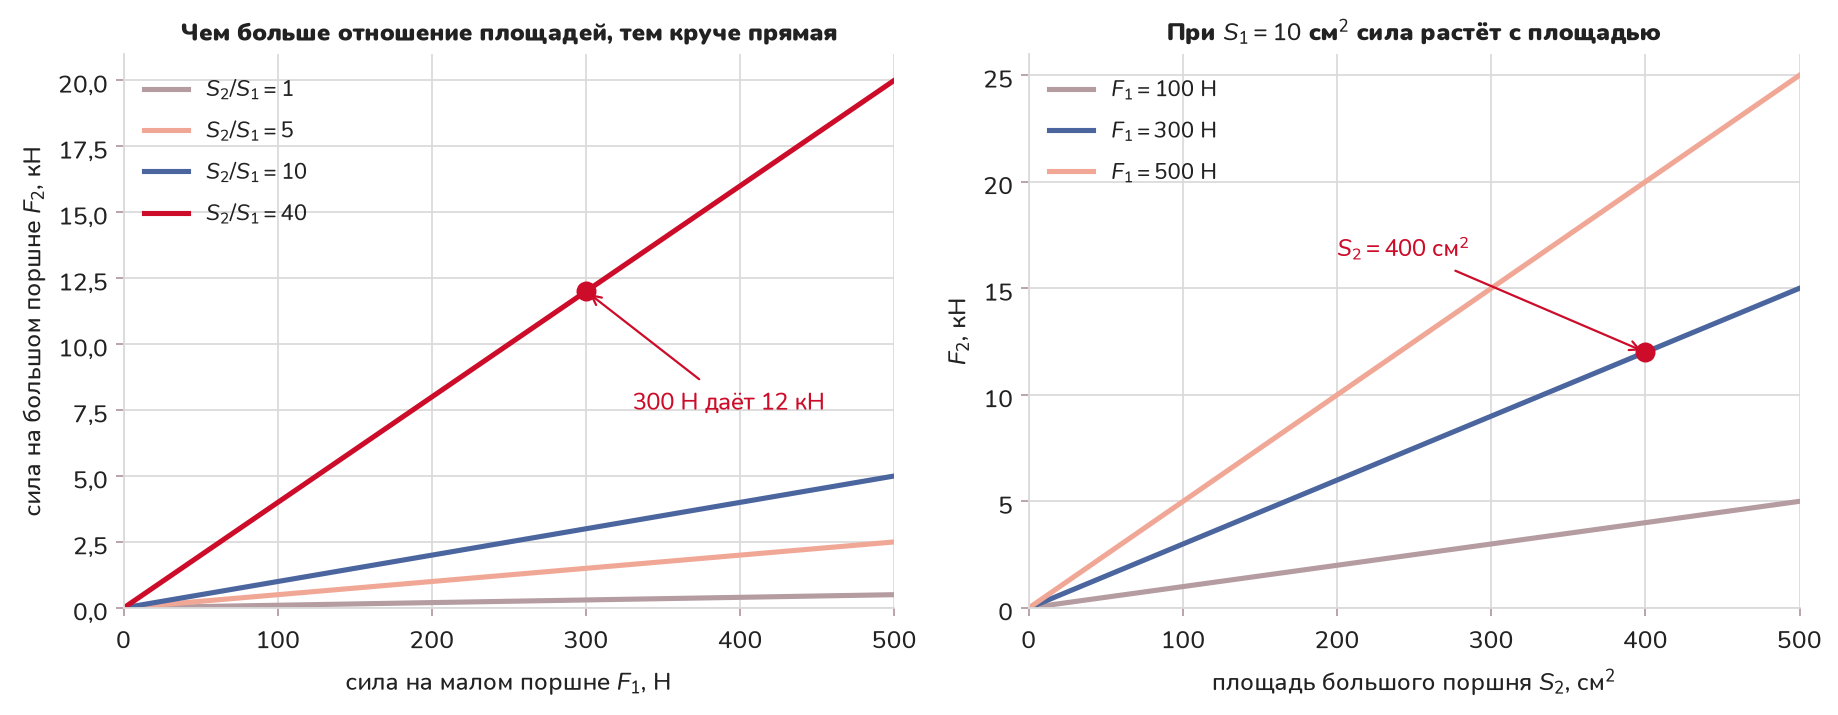 Чем больше отношение площадей, тем круче прямая
S₂/S₁ = 1
S₂/S₁ = 5
S₂/S₁ = 10
S₂/S₁ = 40
300 Н даёт 12 кН
сила на большом поршне F₂, кН
20,0
17,5
15,0
12,5
10,0
7,5
5,0
2,5
0,0
0 100 200 300 400 500
сила на малом поршне F₁, Н
При S₁ = 10 см² сила растёт с площадью
F₁ = 100 Н
F₁ = 300 Н
F₁ = 500 Н
S₂ = 400 см²
F₂, кН
25
20
15
10
5
0
0 100 200 300 400 500
площадь большого поршня S₂, см²